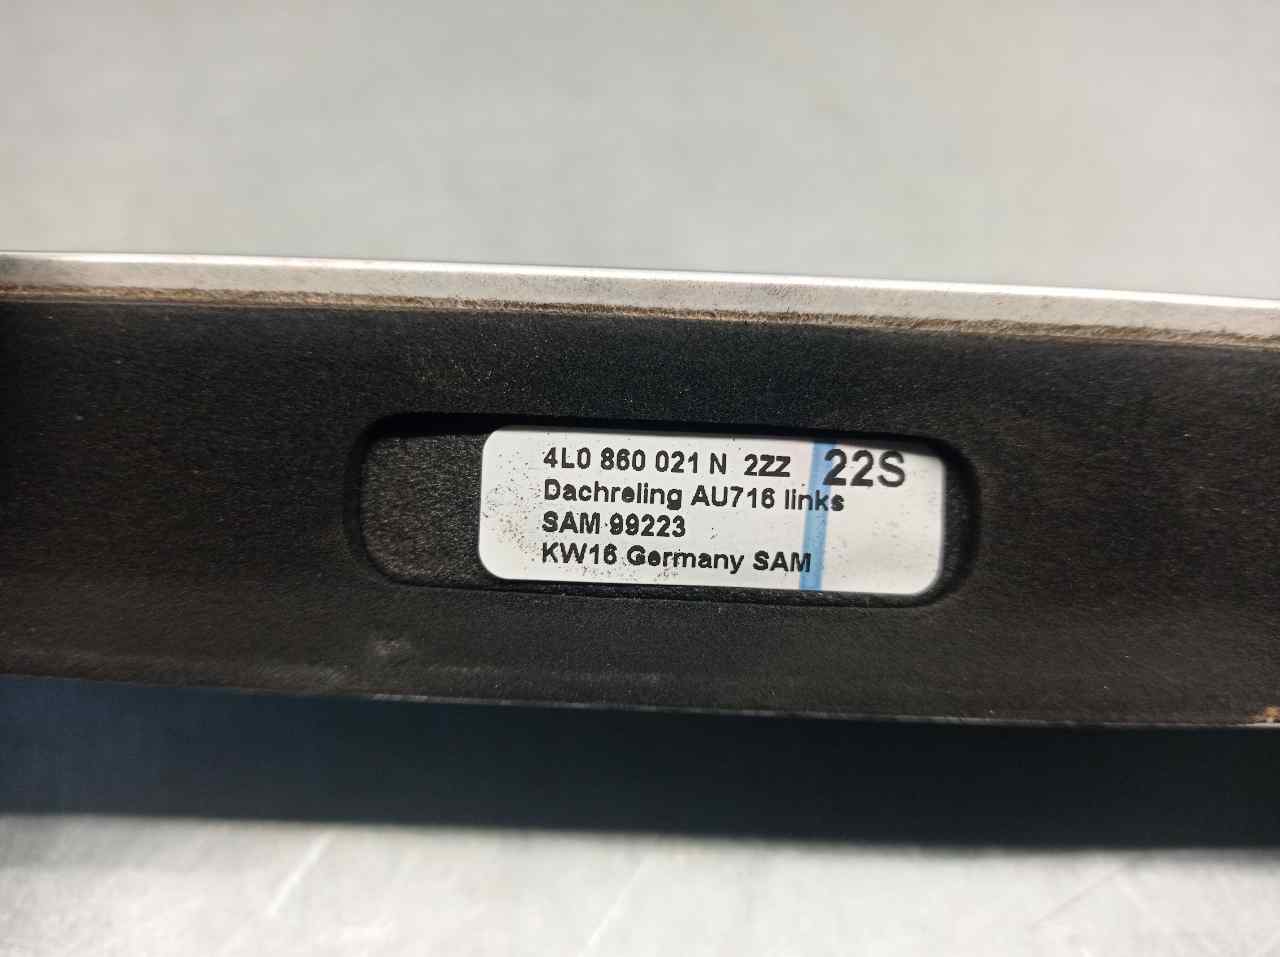 4L0 860 021 N 2ZZ 22S
Dachreling AU716 links
SAM 99223
KW16 Germany SAM